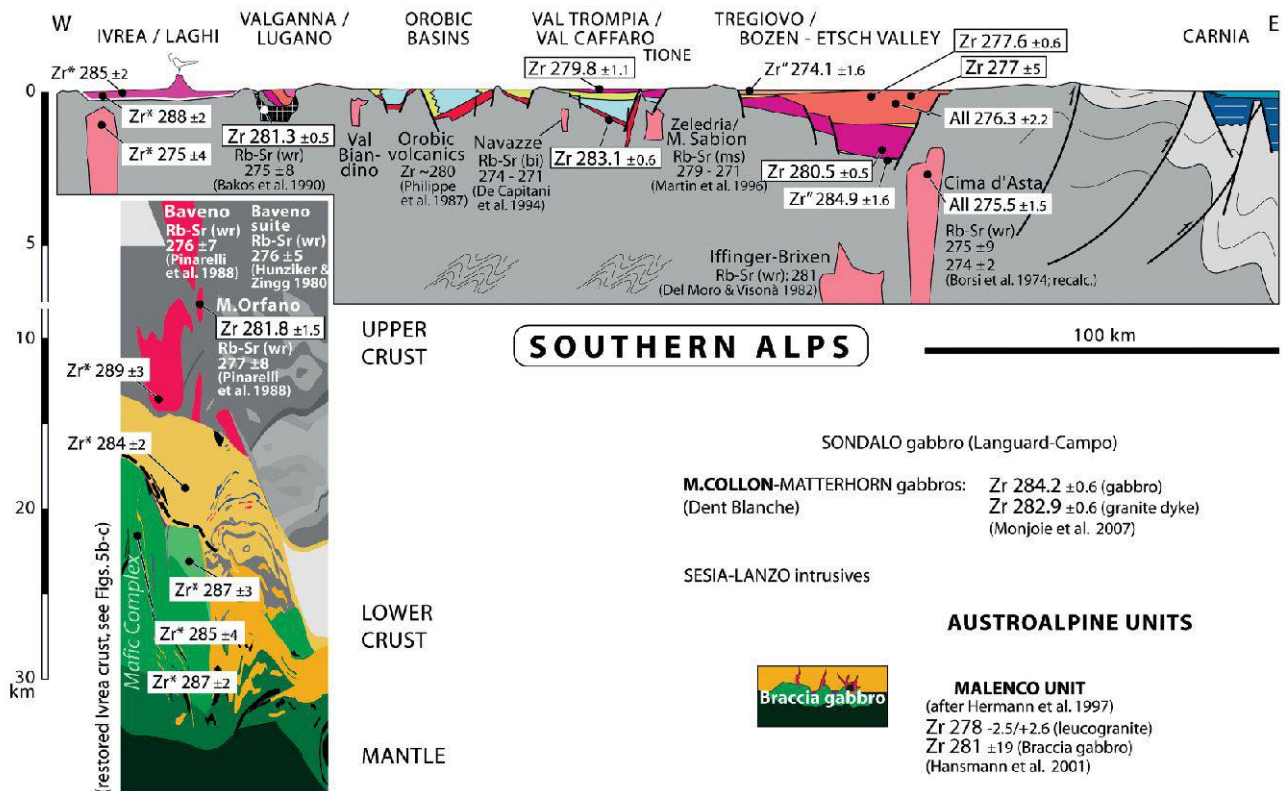 W
E
IVREA / LAGHI
VALGANNA /
LUGANO
OROBIC
BASINS
VAL TROMPIA /
VAL CAFFARO
TIONE
TREGIOVO /
BOZEN - ETSCH VALLEY
CARNIA
Zr* 285 ±2
Zr* 288 ±2
Zr* 275 ±4
Zr 281.3 ±0.5
Rb-Sr (wr)
275 ±8
(Bakos et al. 1990)
Val
Bian-
dino
Orobic
volcanics
Zr ~280
(Philippe
et al. 1987)
Navazze
Rb-Sr (bi)
274 - 271
(De Capitani
et al. 1994)
Zr 279.8 ±1.1
Zr 283.1 ±0.6
Zeledria/
M. Sabion
Rb-Sr (ms)
279 - 271
(Martin et al. 1996)
Zr" 274.1 ±1.6
Zr 277.6 ±0.6
Zr 277 ±5
All 276.3 ±2.2
Zr 280.5 ±0.5
Zr" 284.9 ±1.6
Cima d'Asta
All 275.5 ±1.5
Rb-Sr (wr)
275 ±9
274 ±2
(Borsi et al. 1974; recalc.)
Iffinger-Brixen
Rb-Sr (wr): 281
(Del Moro & Visonà 1982)
0
5
10
20
30
km
Baveno
Rb-Sr (wr)
276 ±7
(Pinarelli
et al. 1988)
Baveno
suite
Rb-Sr (wr)
276 ±5
(Hunziker &
Zingg 1980
M.Orfano
Zr 281.8 ±1.5
Rb-Sr (wr)
277 ±8
(Pinarelli
et al. 1988)
Zr* 289 ±3
Zr* 284 ±2
Zr* 287 ±3
Zr* 285 ±4
Zr* 287 ±2
Mafic Complex
(restored Ivrea crust, see Figs. 5b-c)
UPPER
CRUST
LOWER
CRUST
MANTLE
SOUTHERN ALPS
100 km
SONDALO gabbro (Languard-Campo)
M.COLLON-MATTERHORN gabbros:
(Dent Blanche)
Zr 284.2 ±0.6 (gabbro)
Zr 282.9 ±0.6 (granite dyke)
(Monjoie et al. 2007)
SESIA-LANZO intrusives
AUSTROALPINE UNITS
Braccia gabbro
MALENCO UNIT
(after Hermann et al. 1997)
Zr 278 -2.5/+2.6 (leucogranite)
Zr 281 ±19 (Braccia gabbro)
(Hansmann et al. 2001)